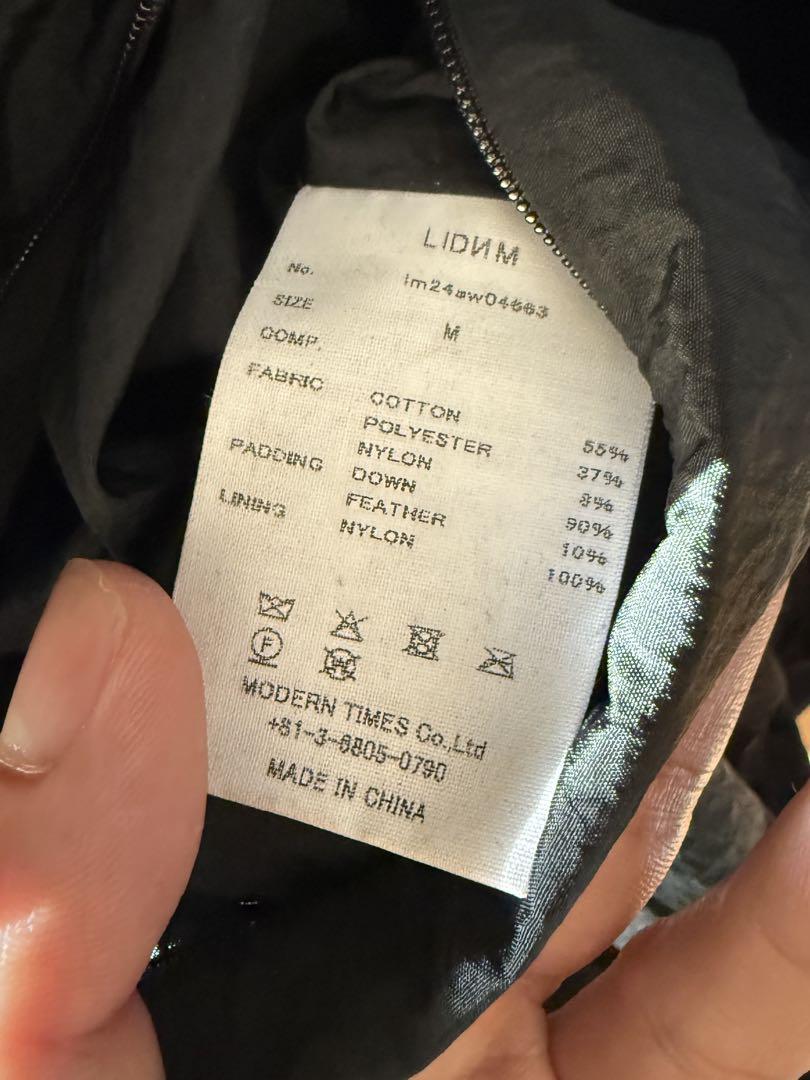 LIDNM
No. lm24aw04663
SIZE M
COMP.
FABRIC COTTON 55%
POLYESTER 37%
NYLON 8%
PADDING DOWN 90%
FEATHER 10%
LINING NYLON 100%
F
W
MODERN TIMES Co.,Ltd
+81-3-6805-0790
MADE IN CHINA